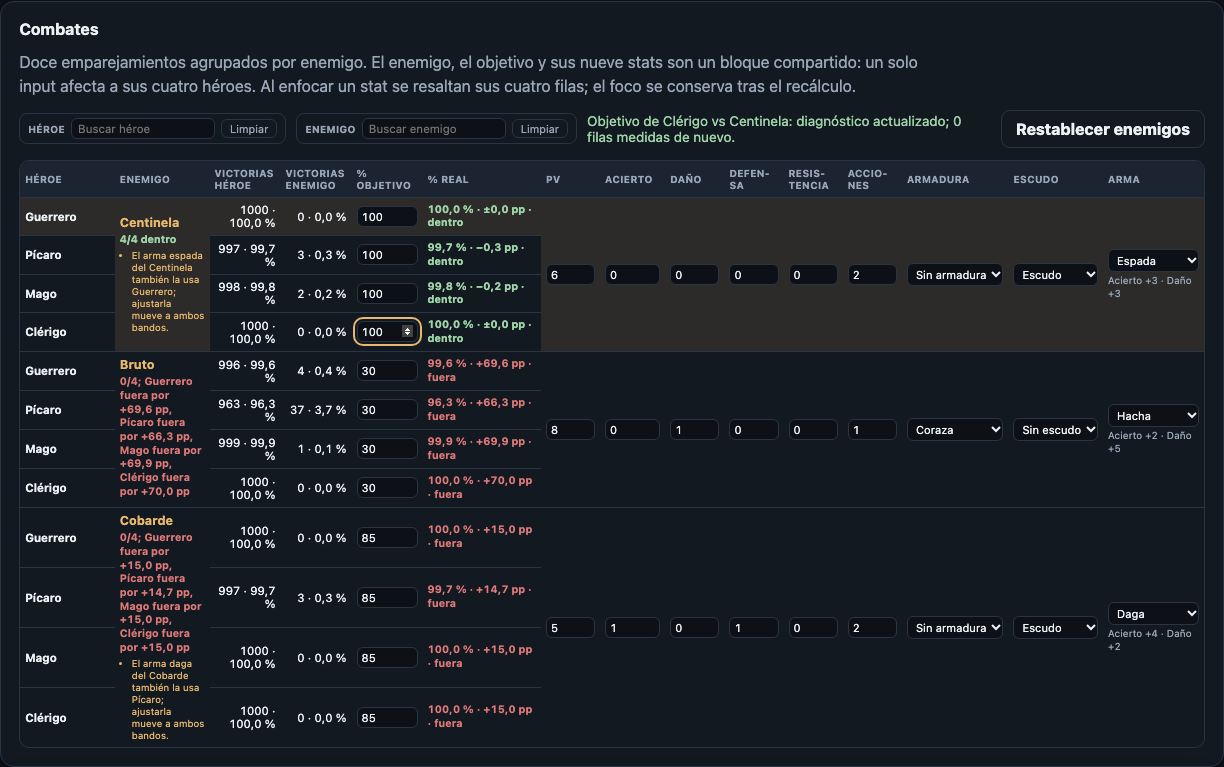 Combates
Doce emparejamientos agrupados por enemigo. El enemigo, el objetivo y sus nueve stats son un bloque compartido: un solo
input afecta a sus cuatro héroes. Al enfocar un stat se resaltan sus cuatro filas; el foco se conserva tras el recálculo.
HÉROE Buscar héroe Limpiar
ENEMIGO Buscar enemigo Limpiar
Objetivo de Clérigo vs Centinela: diagnóstico actualizado; 0
filas medidas de nuevo.
Restablecer enemigos
HÉROE
ENEMIGO
VICTORIAS
HÉROE
VICTORIAS
ENEMIGO
%
OBJETIVO
% REAL
PV
ACIERTO
DAÑO
DEFEN-
SA
RESIS-
TENCIA
ACCIO-
NES
ARMADURA
ESCUDO
ARMA
Centinela
4/4 dentro
• El arma espada
del Centinela
también la usa
Guerrero;
ajustarla
mueve a ambos
bandos.
Guerrero
1000 ·
100,0 %
0 · 0,0 %
100
100,0 % · ±0,0 pp ·
dentro
Pícaro
997 · 99,7
%
3 · 0,3 %
100
99,7 % · −0,3 pp ·
dentro
Mago
998 · 99,8
%
2 · 0,2 %
100
99,8 % · −0,2 pp ·
dentro
Clérigo
1000 ·
100,0 %
0 · 0,0 %
100
100,0 % · ±0,0 pp ·
dentro
6
0
0
0
0
2
Sin armadura
Escudo
Espada
Acierto +3 · Daño
+3
Bruto
0/4; Guerrero
fuera por
+69,6 pp,
Pícaro fuera
por +66,3 pp,
Mago fuera por
+69,9 pp,
Clérigo fuera
por +70,0 pp
Guerrero
996 · 99,6
%
4 · 0,4 %
30
99,6 % · +69,6 pp ·
fuera
Pícaro
963 · 96,3
%
37 · 3,7 %
30
96,3 % · +66,3 pp ·
fuera
Mago
999 · 99,9
%
1 · 0,1 %
30
99,9 % · +69,9 pp ·
fuera
Clérigo
1000 ·
100,0 %
0 · 0,0 %
30
100,0 % · +70,0 pp
· fuera
8
0
1
0
0
1
Coraza
Sin escudo
Hacha
Acierto +2 · Daño
+5
Cobarde
0/4; Guerrero
fuera por
+15,0 pp,
Pícaro fuera
por +14,7 pp,
Mago fuera por
+15,0 pp,
Clérigo fuera
por +15,0 pp
• El arma daga
del Cobarde
también la usa
Pícaro;
ajustarla
mueve a ambos
bandos.
Guerrero
1000 ·
100,0 %
0 · 0,0 %
85
100,0 % · +15,0 pp
· fuera
Pícaro
997 · 99,7
%
3 · 0,3 %
85
99,7 % · +14,7 pp ·
fuera
Mago
1000 ·
100,0 %
0 · 0,0 %
85
100,0 % · +15,0 pp
· fuera
Clérigo
1000 ·
100,0 %
0 · 0,0 %
85
100,0 % · +15,0 pp
· fuera
5
1
0
1
0
2
Sin armadura
Escudo
Daga
Acierto +4 · Daño
+2